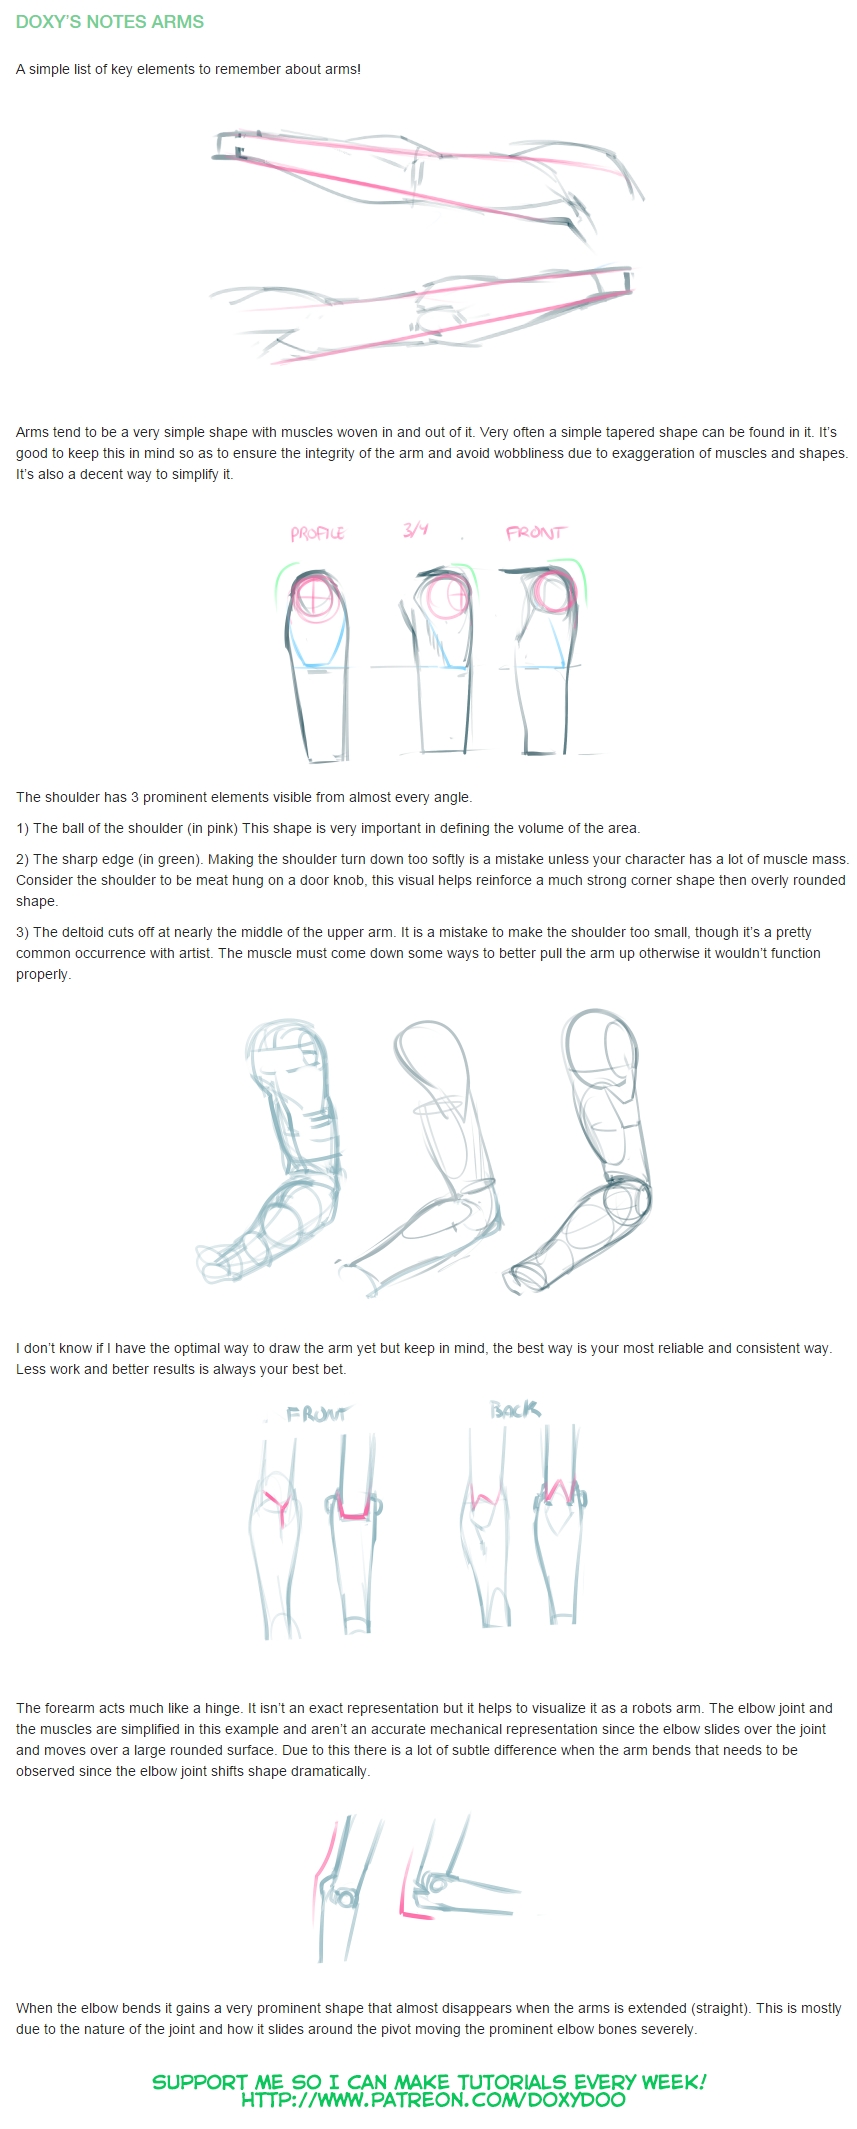 DOXY'S NOTES ARMS
A simple list of key elements to remember about arms!
Arms tend to be a very simple shape with muscles woven in and out of it. Very often a simple tapered shape can be found in it. It's
good to keep this in mind so as to ensure the integrity of the arm and avoid wobbliness due to exaggeration of muscles and shapes.
It's also a decent way to simplify it.
PROFILE 3/4 FRONT
The shoulder has 3 prominent elements visible from almost every angle.
1) The ball of the shoulder (in pink) This shape is very important in defining the volume of the area.
2) The sharp edge (in green). Making the shoulder turn down too softly is a mistake unless your character has a lot of muscle mass.
Consider the shoulder to be meat hung on a door knob, this visual helps reinforce a much strong corner shape then overly rounded
shape.
3) The deltoid cuts off at nearly the middle of the upper arm. It is a mistake to make the shoulder too small, though it's a pretty
common occurrence with artist. The muscle must come down some ways to better pull the arm up otherwise it wouldn't function
properly.
I don't know if I have the optimal way to draw the arm yet but keep in mind, the best way is your most reliable and consistent way.
Less work and better results is always your best bet.
FRONT BACK
The forearm acts much like a hinge. It isn't an exact representation but it helps to visualize it as a robots arm. The elbow joint and
the muscles are simplified in this example and aren't an accurate mechanical representation since the elbow slides over the joint
and moves over a large rounded surface. Due to this there is a lot of subtle difference when the arm bends that needs to be
observed since the elbow joint shifts shape dramatically.
When the elbow bends it gains a very prominent shape that almost disappears when the arms is extended (straight). This is mostly
due to the nature of the joint and how it slides around the pivot moving the prominent elbow bones severely.
SUPPORT ME SO I CAN MAKE TUTORIALS EVERY WEEK!
HTTP://WWW.PATREON.COM/DOXYDOO